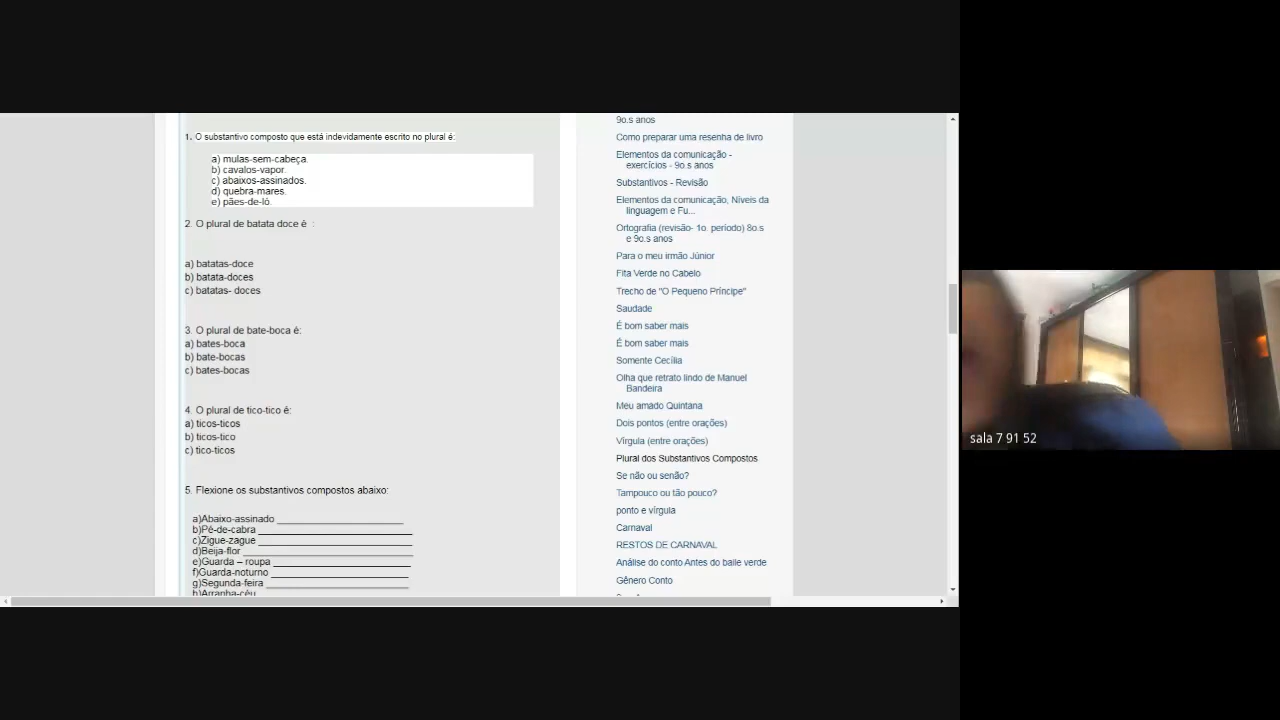 1. O substantivo composto que está indevidamente escrito no plural é:
a) mulas-sem-cabeça.
b) cavalos-vapor.
c) abaixos-assinados.
d) quebra-mares.
e) pães-de-ló.
2. O plural de batata doce é :
a) batatas-doce
b) batata-doces
c) batatas- doces
3. O plural de bate-boca é:
a) bates-boca
b) bate-bocas
c) bates-bocas
4. O plural de tico-tico é:
a) ticos-ticos
b) ticos-tico
c) tico-ticos
5. Flexione os substantivos compostos abaixo:
a)Abaixo-assinado ________________________
b)Pé-de-cabra ______________________________
c)Zigue-zague ______________________________
d)Beija-flor _________________________________
e)Guarda – roupa ___________________________
f)Guarda-noturno ___________________________
g)Segunda-feira ____________________________
h)Arranha-céu
9o.s anos
Como preparar uma resenha de livro
Elementos da comunicação -
exercícios - 9o.s anos
Substantivos - Revisão
Elementos da comunicação, Níveis da
linguagem e Fu...
Ortografia (revisão- 1o. período) 8o.s
e 9o.s anos
Para o meu irmão Júnior
Fita Verde no Cabelo
Trecho de "O Pequeno Príncipe"
Saudade
É bom saber mais
É bom saber mais
Somente Cecília
Olha que retrato lindo de Manuel
Bandeira
Meu amado Quintana
Dois pontos (entre orações)
Vírgula (entre orações)
Plural dos Substantivos Compostos
Se não ou senão?
Tampouco ou tão pouco?
ponto e vírgula
Carnaval
RESTOS DE CARNAVAL
Análise do conto Antes do baile verde
Gênero Conto
sala 7 91 52